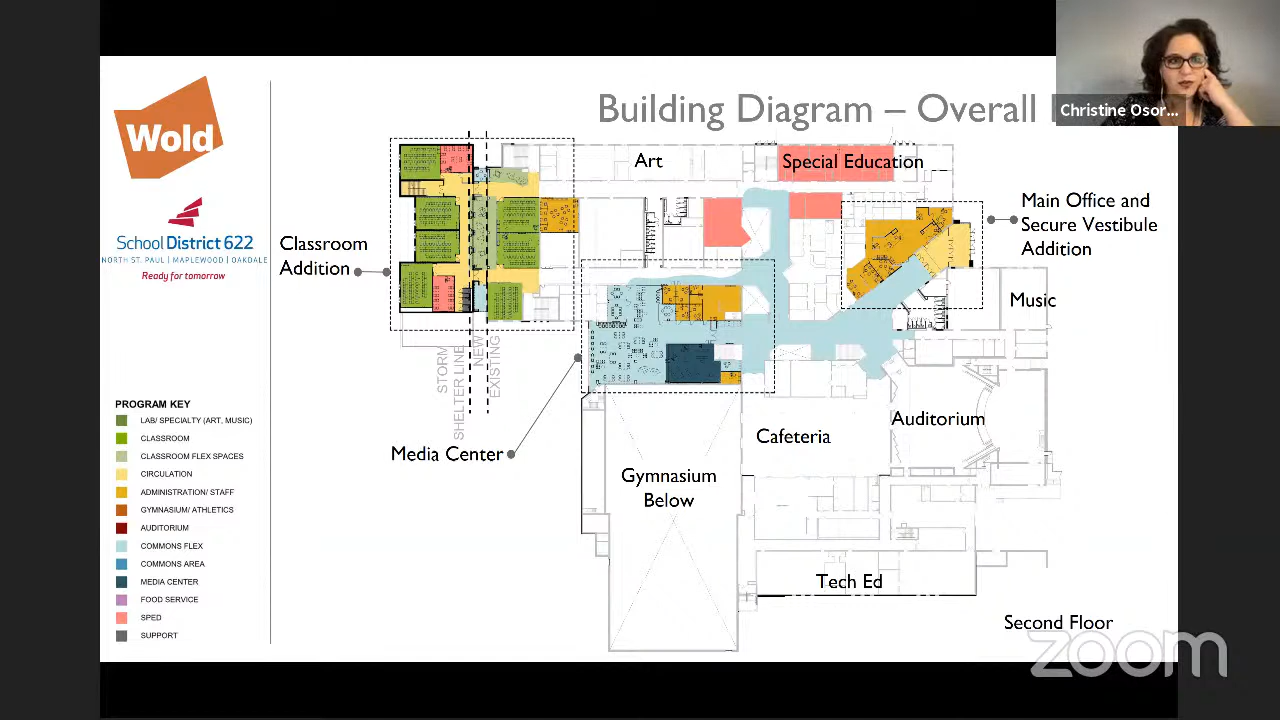 Wold
School District 622
NORTH ST. PAUL | MAPLEWOOD | OAKDALE
Ready for tomorrow
Building Diagram – Overall
Christine Osor...
Art
Special Education
Main Office and
Secure Vestibule
Addition
Classroom
Addition
Music
STORM
SHELTER LINE
NEW
EXISTING
Media Center
Auditorium
Cafeteria
Gymnasium
Below
Tech Ed
Second Floor
PROGRAM KEY
LAB/ SPECIALTY (ART, MUSIC)
CLASSROOM
CLASSROOM FLEX SPACES
CIRCULATION
ADMINISTRATION/ STAFF
GYMNASIUM/ ATHLETICS
AUDITORIUM
COMMONS FLEX
COMMONS AREA
MEDIA CENTER
FOOD SERVICE
SPED
SUPPORT
zoom